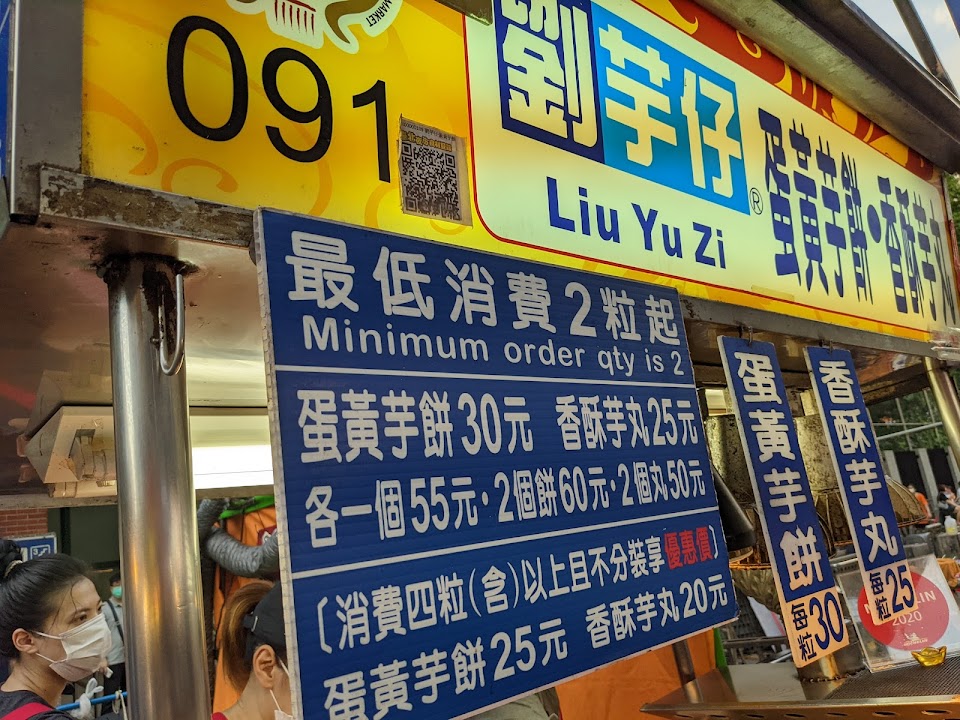 MARKET
091
劉芋仔®
Liu Yu Zi
蛋黃芋餅•香酥芋丸
最低消費2粒起
Minimum order qty is 2
蛋黃芋餅30元 香酥芋丸25元
各一個55元·2個餅60元·2個丸50元
〔消費四粒(含)以上且不分裝享優惠價〕
蛋黃芋餅25元 香酥芋丸20元
蛋黃芋餅
每粒30
香酥芋丸
每粒25
2020